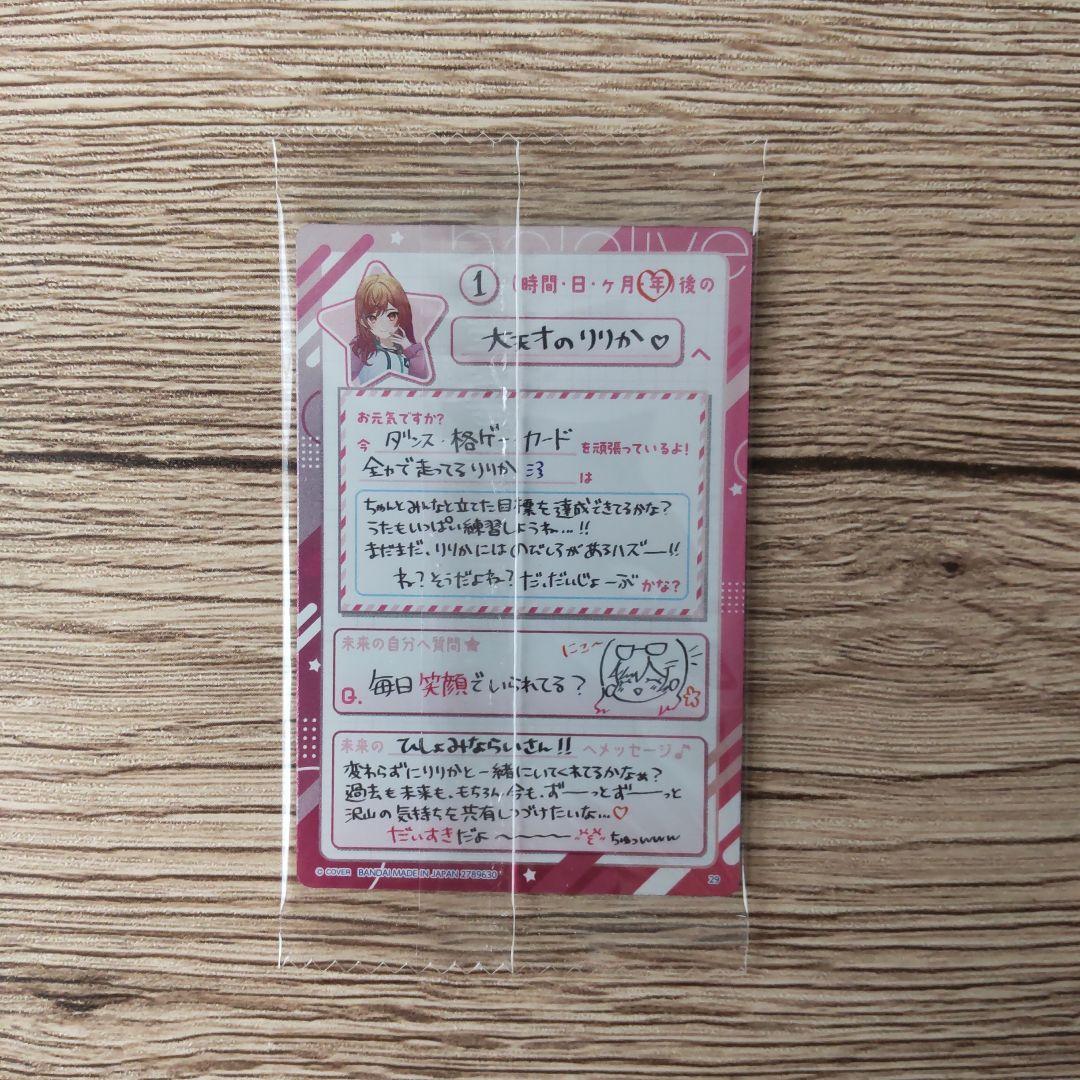 hololive
1 (時間・日・ヶ月・年)後の
大天才のりりか♡
へ
お元気ですか?
今 ダンス・格ゲー・カード を頑張っているよ!
全力で走ってるりりか は
ちゃんとみんなと立てた目標を達成できてるかな?
うたもいっぱい練習しようね…!!
まだまだ、りりかにはのびしろがあるハズー!!
ね?そうだよね?だ、だいじょーぶ かな?
未来の自分へ質問★
にこ〜
Q. 毎日笑顔でいられてる?
未来の ひしょみならいさん!! へメッセージ♪
変わらずにりりかと一緒にいてくれてるかなぁ?
過去も未来も、もちろん今も、ずーっとずーっと
沢山の気持ちを共有しつづけたいな…♡
だいすきだよ〜 ちゅっwww
© COVER BANDAI MADE IN JAPAN 2789630
29